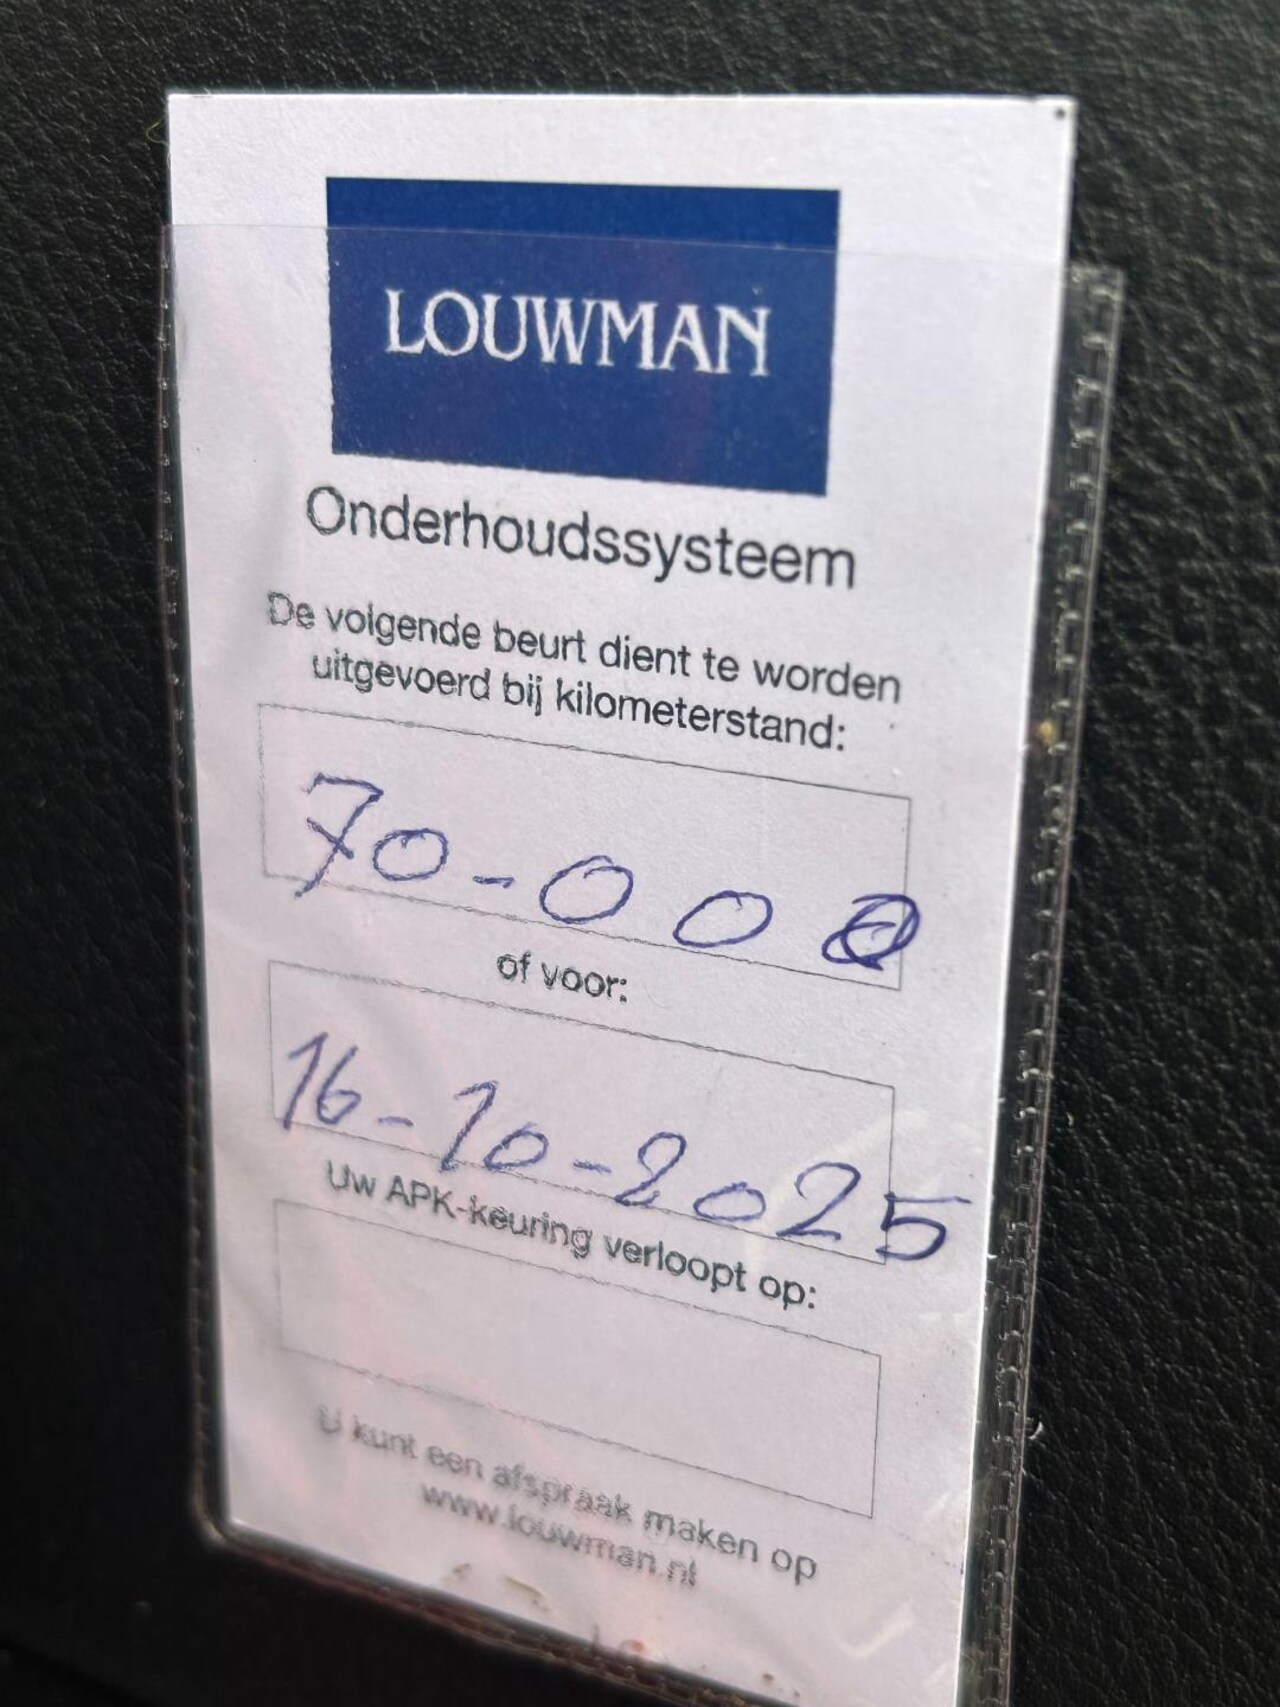 LOUWMAN
Onderhoudssysteem
De volgende beurt dient te worden
uitgevoerd bij kilometerstand:
70-000
of voor:
16-10-2025
Uw APK-keuring verloopt op:
U kunt een afspraak maken op
www.louwman.nl